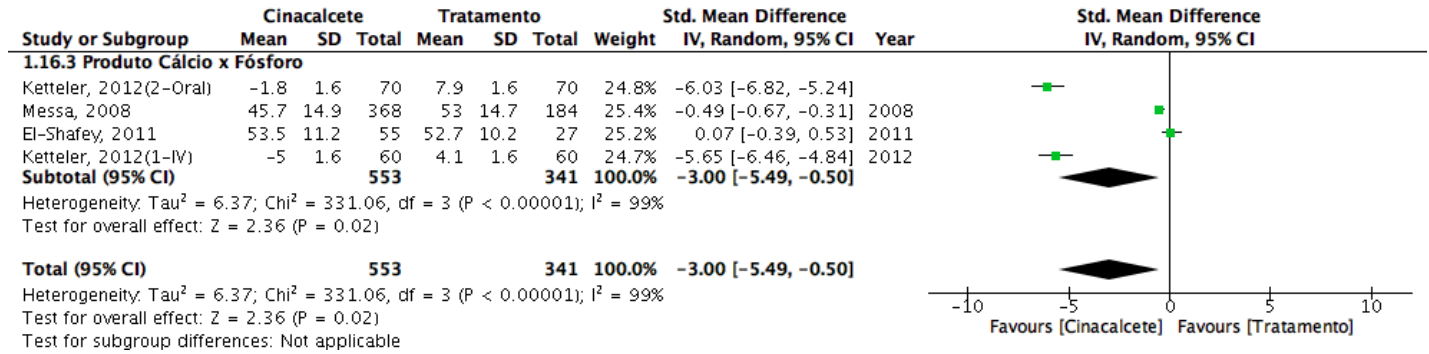 Cinacalcete Tratamento Std. Mean Difference Std. Mean Difference
Study or Subgroup Mean SD Total Mean SD Total Weight IV, Random, 95% CI Year IV, Random, 95% CI
1.16.3 Produto Cálcio x Fósforo
Ketteler, 2012(2-Oral) -1.8 1.6 70 7.9 1.6 70 24.8% -6.03 [-6.82, -5.24]
Messa, 2008 45.7 14.9 368 53 14.7 184 25.4% -0.49 [-0.67, -0.31] 2008
El-Shafey, 2011 53.5 11.2 55 52.7 10.2 27 25.2% 0.07 [-0.39, 0.53] 2011
Ketteler, 2012(1-IV) -5 1.6 60 4.1 1.6 60 24.7% -5.65 [-6.46, -4.84] 2012
Subtotal (95% CI) 553 341 100.0% -3.00 [-5.49, -0.50]
Heterogeneity: Tau² = 6.37; Chi² = 331.06, df = 3 (P < 0.00001); I² = 99%
Test for overall effect: Z = 2.36 (P = 0.02)
Total (95% CI) 553 341 100.0% -3.00 [-5.49, -0.50]
Heterogeneity: Tau² = 6.37; Chi² = 331.06, df = 3 (P < 0.00001); I² = 99%
Test for overall effect: Z = 2.36 (P = 0.02)
Test for subgroup differences: Not applicable
-10 -5 0 5 10
Favours [Cinacalcete] Favours [Tratamento]